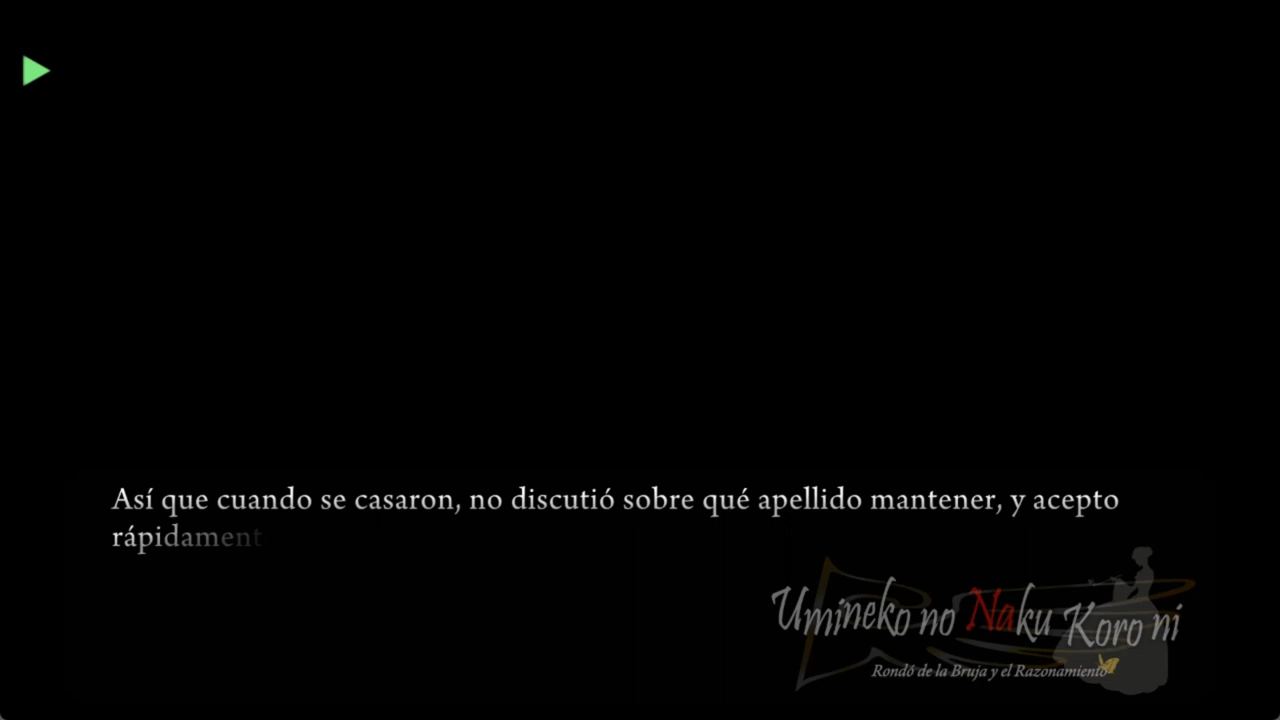 Así que cuando se casaron, no discutió sobre qué apellido mantener, y acepto
rápidament
Umineko no Naku Koro ni
Rondó de la Bruja y el Razonamiento